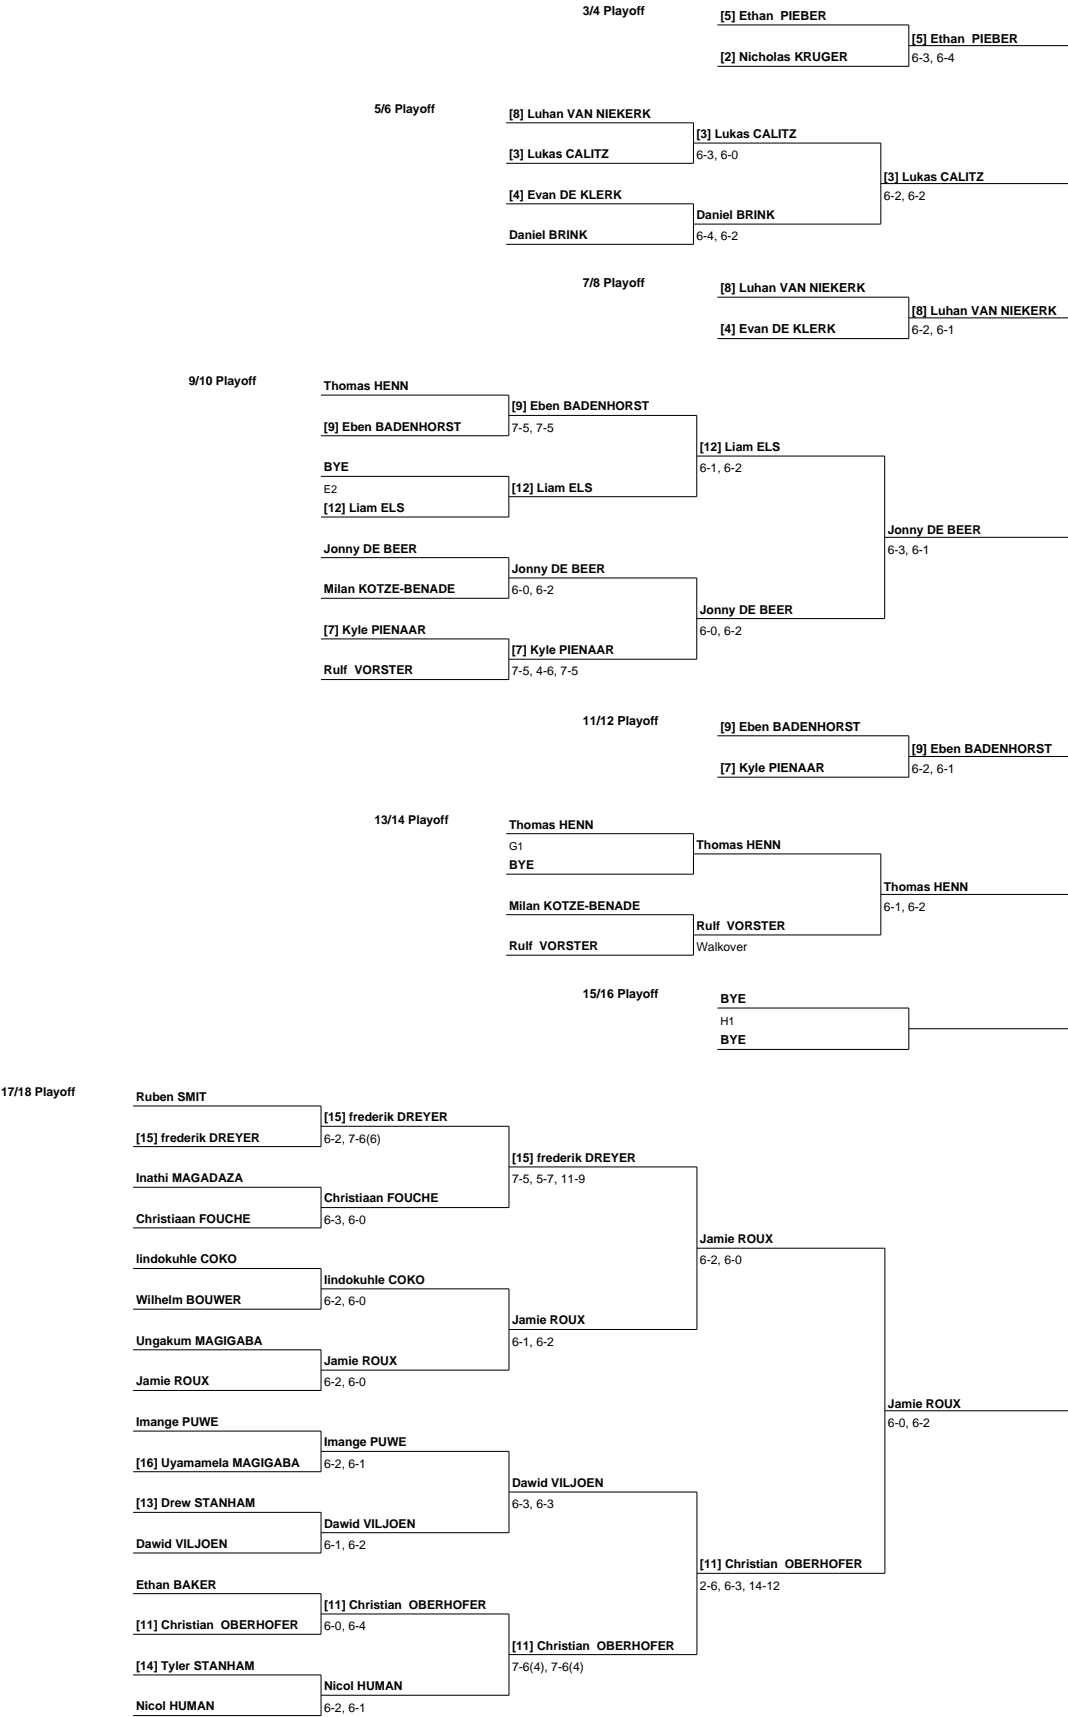 3/4 Playoff
[5] Ethan  PIEBER
[5] Ethan  PIEBER
[2] Nicholas KRUGER
6-3, 6-4
5/6 Playoff
[8] Luhan VAN NIEKERK
[3] Lukas CALITZ
[3] Lukas CALITZ
6-3, 6-0
[3] Lukas CALITZ
[4] Evan DE KLERK
6-2, 6-2
Daniel BRINK
Daniel BRINK
6-4, 6-2
7/8 Playoff
[8] Luhan VAN NIEKERK
[8] Luhan VAN NIEKERK
[4] Evan DE KLERK
6-2, 6-1
9/10 Playoff
Thomas HENN
[9] Eben BADENHORST
[9] Eben BADENHORST
7-5, 7-5
[12] Liam ELS
BYE
6-1, 6-2
E2
[12] Liam ELS
[12] Liam ELS
Jonny DE BEER
Jonny DE BEER
6-3, 6-1
Jonny DE BEER
Milan KOTZE-BENADE
6-0, 6-2
Jonny DE BEER
[7] Kyle PIENAAR
6-0, 6-2
[7] Kyle PIENAAR
Rulf  VORSTER
7-5, 4-6, 7-5
11/12 Playoff
[9] Eben BADENHORST
[9] Eben BADENHORST
[7] Kyle PIENAAR
6-2, 6-1
13/14 Playoff
Thomas HENN
G1
Thomas HENN
BYE
Thomas HENN
Milan KOTZE-BENADE
6-1, 6-2
Rulf  VORSTER
Rulf  VORSTER
Walkover
15/16 Playoff
BYE
H1
BYE
17/18 Playoff
Ruben SMIT
[15] frederik DREYER
[15] frederik DREYER
6-2, 7-6(6)
[15] frederik DREYER
Inathi MAGADAZA
7-5, 5-7, 11-9
Christiaan FOUCHE
Christiaan FOUCHE
6-3, 6-0
Jamie ROUX
lindokuhle COKO
6-2, 6-0
lindokuhle COKO
Wilhelm BOUWER
6-2, 6-0
Jamie ROUX
Ungakum MAGIGABA
6-1, 6-2
Jamie ROUX
Jamie ROUX
6-2, 6-0
Jamie ROUX
Imange PUWE
6-0, 6-2
Imange PUWE
[16] Uyamamela MAGIGABA
6-2, 6-1
Dawid VILJOEN
[13] Drew STANHAM
6-3, 6-3
Dawid VILJOEN
Dawid VILJOEN
6-1, 6-2
[11] Christian  OBERHOFER
Ethan BAKER
2-6, 6-3, 14-12
[11] Christian  OBERHOFER
[11] Christian  OBERHOFER
6-0, 6-4
[11] Christian  OBERHOFER
[14] Tyler STANHAM
7-6(4), 7-6(4)
Nicol HUMAN
Nicol HUMAN
6-2, 6-1